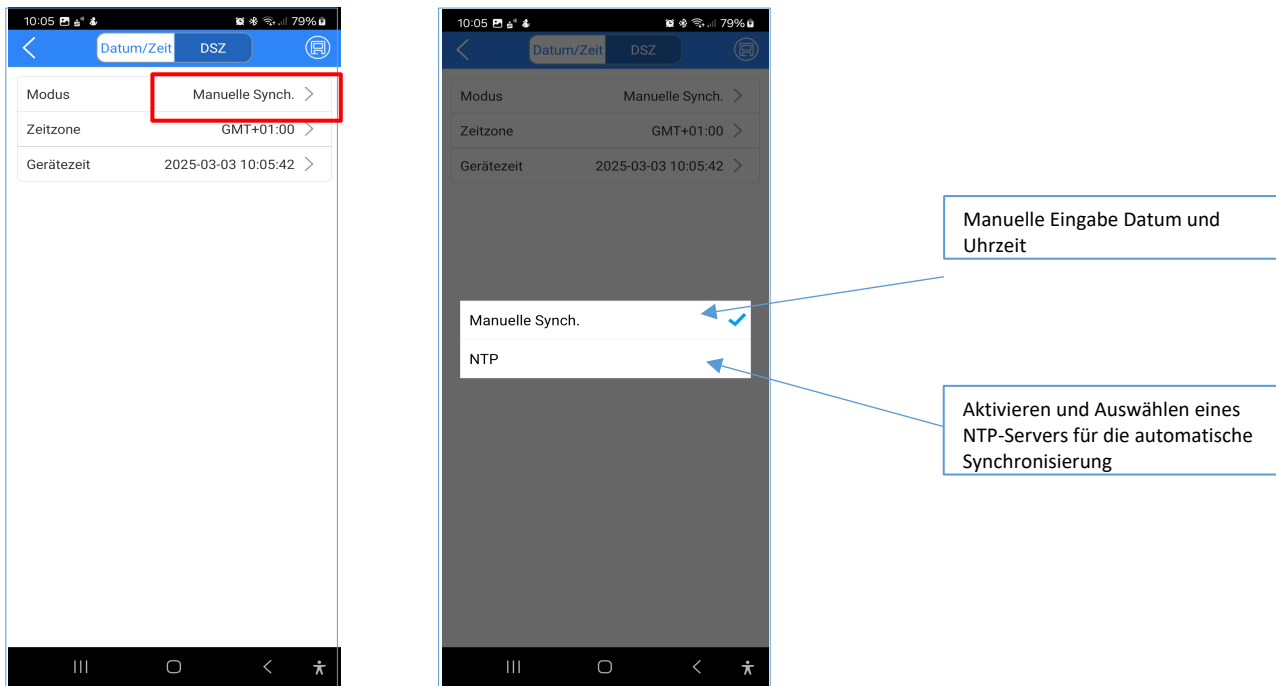 10:05 79%
Datum/Zeit DSZ
Modus Manuelle Synch.
Zeitzone GMT+01:00
Gerätezeit 2025-03-03 10:05:42
10:05 79%
Datum/Zeit DSZ
Modus Manuelle Synch.
Zeitzone GMT+01:00
Gerätezeit 2025-03-03 10:05:42
Manuelle Synch.
NTP
Manuelle Eingabe Datum und
Uhrzeit
Aktivieren und Auswählen eines
NTP-Servers für die automatische
Synchronisierung